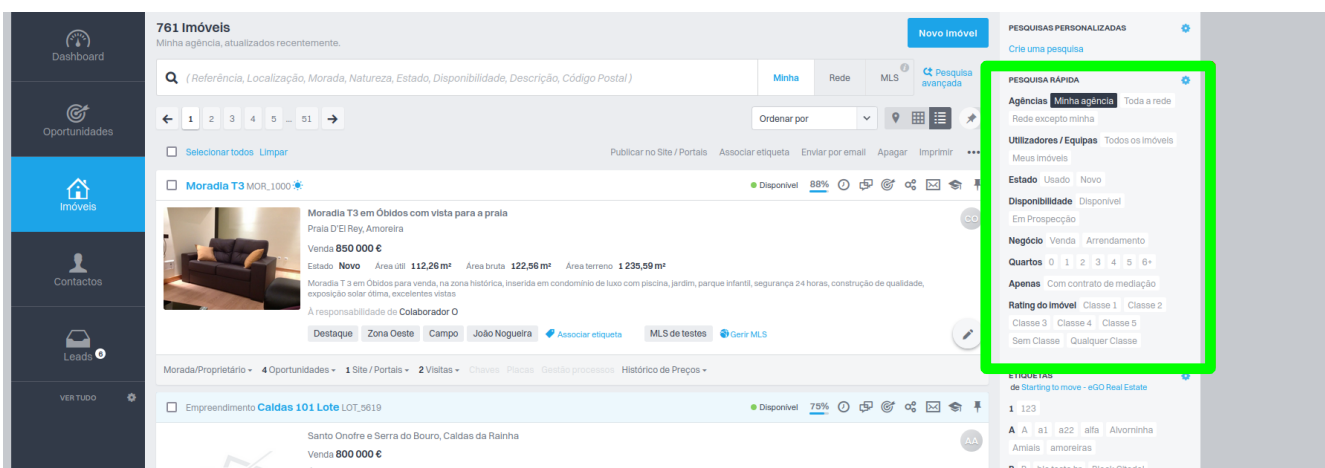 Dashboard
Oportunidades
Imóveis
Contactos
Leads 6
VER TUDO
761 Imóveis
Minha agência, atualizados recentemente.
Novo Imóvel
( Referência, Localização, Morada, Natureza, Estado, Disponibilidade, Descrição, Código Postal )
Minha Rede MLS
Pesquisa
avançada
1 2 3 4 5 ... 51
Ordenar por
Selecionar todos Limpar
Publicar no Site / Portais Associar etiqueta Enviar por email Apagar Imprimir
Moradia T3 MOR_1000
Disponível 88%
Moradia T3 em Óbidos com vista para a praia
Praia D'El Rey, Amoreira
CO
Venda 850 000 €
Estado Novo Área útil 112,26 m² Área bruta 122,56 m² Área terreno 1 235,59 m²
Moradia T 3 em Óbidos para venda, na zona histórica, inserida em condomínio de luxo com piscina, jardim, parque infantil, segurança 24 horas, construção de qualidade,
exposição solar ótima, excelentes vistas
À responsabilidade de Colaborador O
Destaque Zona Oeste Campo João Nogueira Associar etiqueta MLS de testes Gerir MLS
Morada/Proprietário 4 Oportunidades 1 Site / Portais 2 Visitas Chaves Placas Gestão processos Histórico de Preços
Empreendimento Caldas 101 Lote LOT_5619
Disponível 75%
Santo Onofre e Serra do Bouro, Caldas da Rainha
AA
Venda 800 000 €
PESQUISAS PERSONALIZADAS
Crie uma pesquisa
PESQUISA RÁPIDA
Agências Minha agência Toda a rede
Rede excepto minha
Utilizadores / Equipas Todos os imóveis
Meus imóveis
Estado Usado Novo
Disponibilidade Disponível
Em Prospecção
Negócio Venda Arrendamento
Quartos 0 1 2 3 4 5 6+
Apenas Com contrato de mediação
Rating do imóvel Classe 1 Classe 2
Classe 3 Classe 4 Classe 5
Sem Classe Qualquer Classe
ETIQUETAS
de Starting to move - eGO Real Estate
1 123
A A a1 a22 alfa Alvorninha
Amiais amoreiras